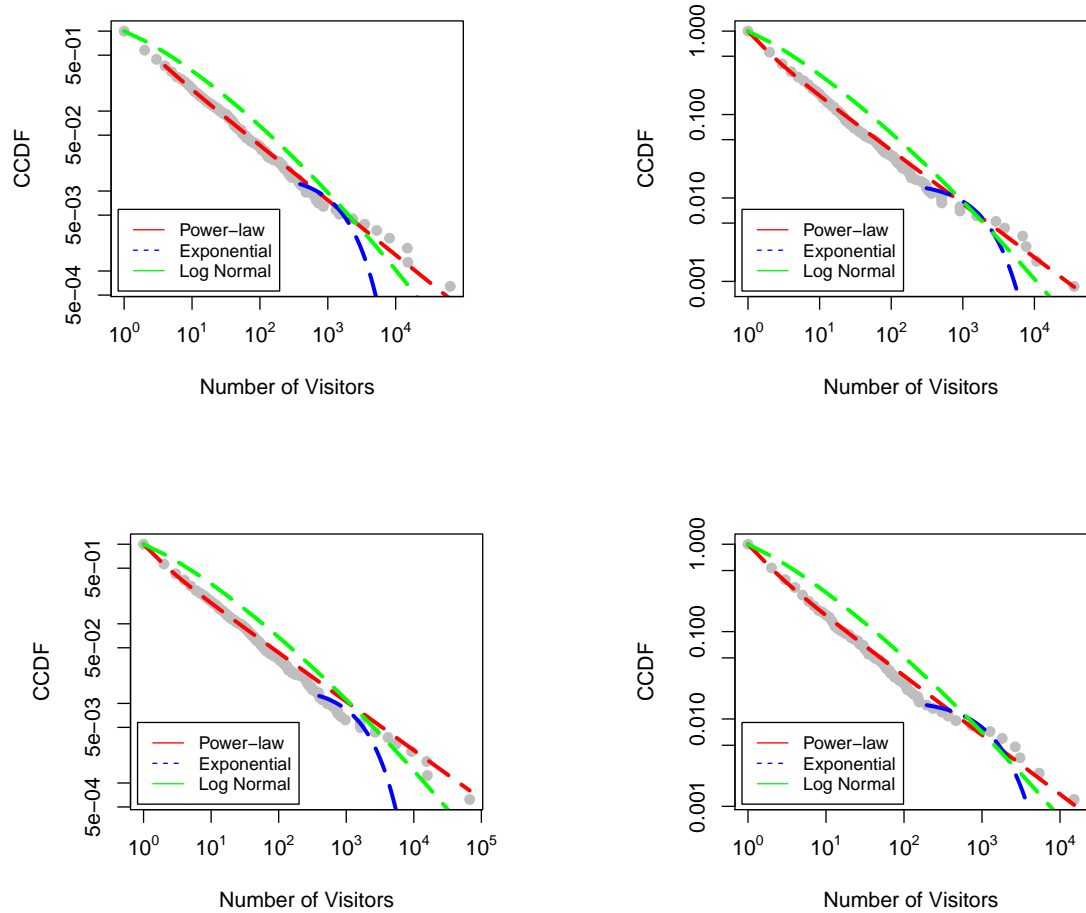 CCDF
5e−01
5e−02
5e−03
5e−04
Power−law
Exponential
Log Normal
10^0 10^1 10^2 10^3 10^4
Number of Visitors
CCDF
1.000
0.100
0.010
0.001
Power−law
Exponential
Log Normal
10^0 10^1 10^2 10^3 10^4
Number of Visitors
CCDF
5e−01
5e−02
5e−03
5e−04
Power−law
Exponential
Log Normal
10^0 10^1 10^2 10^3 10^4 10^5
Number of Visitors
CCDF
1.000
0.100
0.010
0.001
Power−law
Exponential
Log Normal
10^0 10^1 10^2 10^3 10^4
Number of Visitors